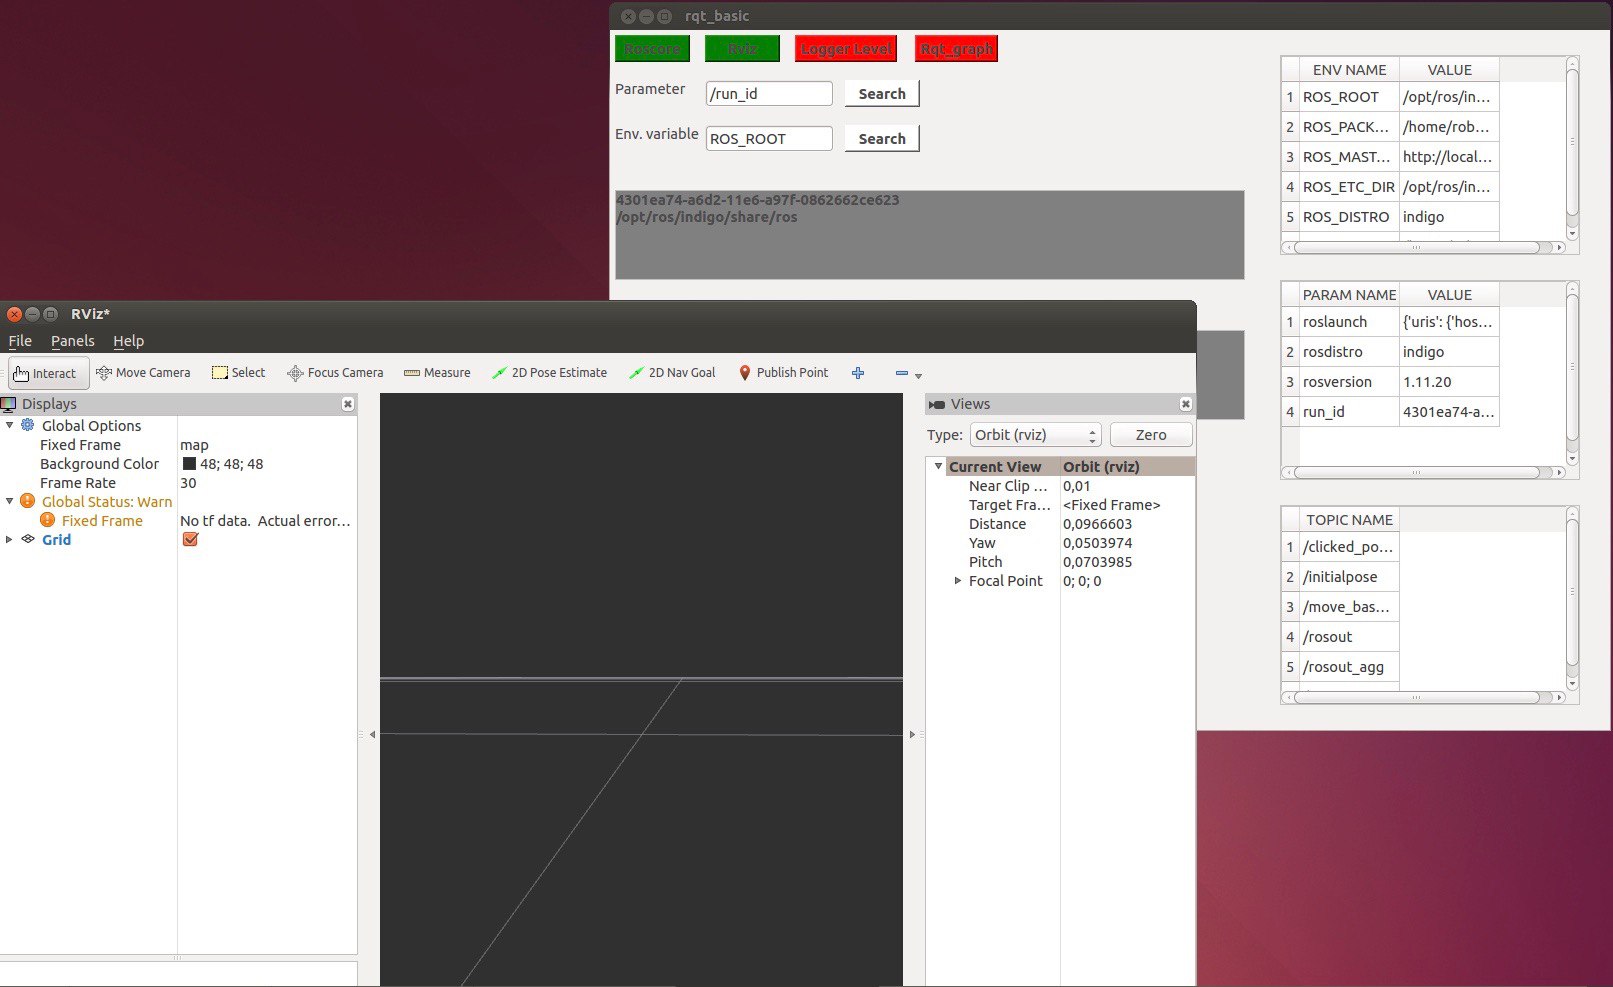 rqt_basic
Roscore Rviz Logger Level Rqt_graph
Parameter /run_id Search
Env. variable ROS_ROOT Search
4301ea74-a6d2-11e6-a97f-0862662ce623
/opt/ros/indigo/share/ros
ENV NAME VALUE
1 ROS_ROOT /opt/ros/in...
2 ROS_PACK... /home/rob...
3 ROS_MAST... http://local...
4 ROS_ETC_DIR /opt/ros/in...
5 ROS_DISTRO indigo
PARAM NAME VALUE
1 roslaunch {'uris': {'hos...
2 rosdistro indigo
3 rosversion 1.11.20
4 run_id 4301ea74-a...
TOPIC NAME
1 /clicked_po...
2 /initialpose
3 /move_bas...
4 /rosout
5 /rosout_agg
RViz*
File Panels Help
Interact Move Camera Select Focus Camera Measure 2D Pose Estimate 2D Nav Goal Publish Point
Displays
Global Options
Fixed Frame map
Background Color 48; 48; 48
Frame Rate 30
Global Status: Warn
Fixed Frame No tf data. Actual error...
Grid
Views
Type: Orbit (rviz) Zero
Current View Orbit (rviz)
Near Clip ... 0,01
Target Fra... <Fixed Frame>
Distance 0,0966603
Yaw 0,0503974
Pitch 0,0703985
Focal Point 0; 0; 0